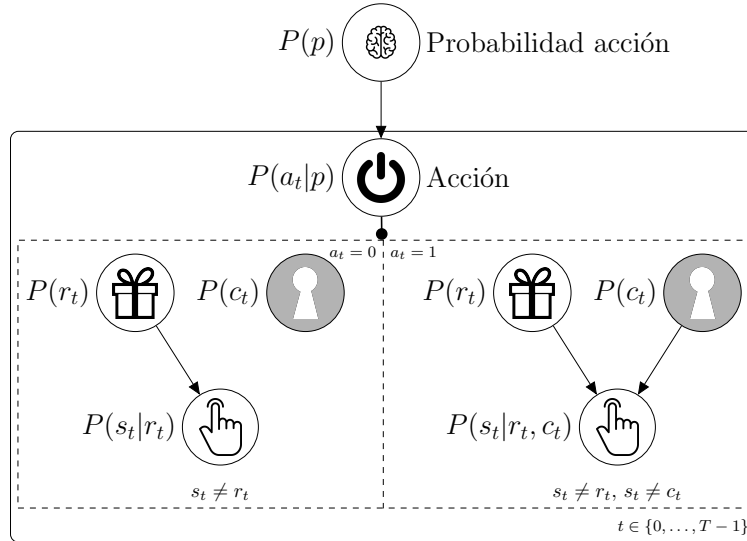 P(p) Probabilidad acción
P(a_t|p) Acción
a_t = 0 a_t = 1
P(r_t) P(c_t) P(r_t) P(c_t)
P(s_t|r_t) P(s_t|r_t, c_t)
s_t ≠ r_t s_t ≠ r_t, s_t ≠ c_t
t ∈ {0, . . . , T − 1}